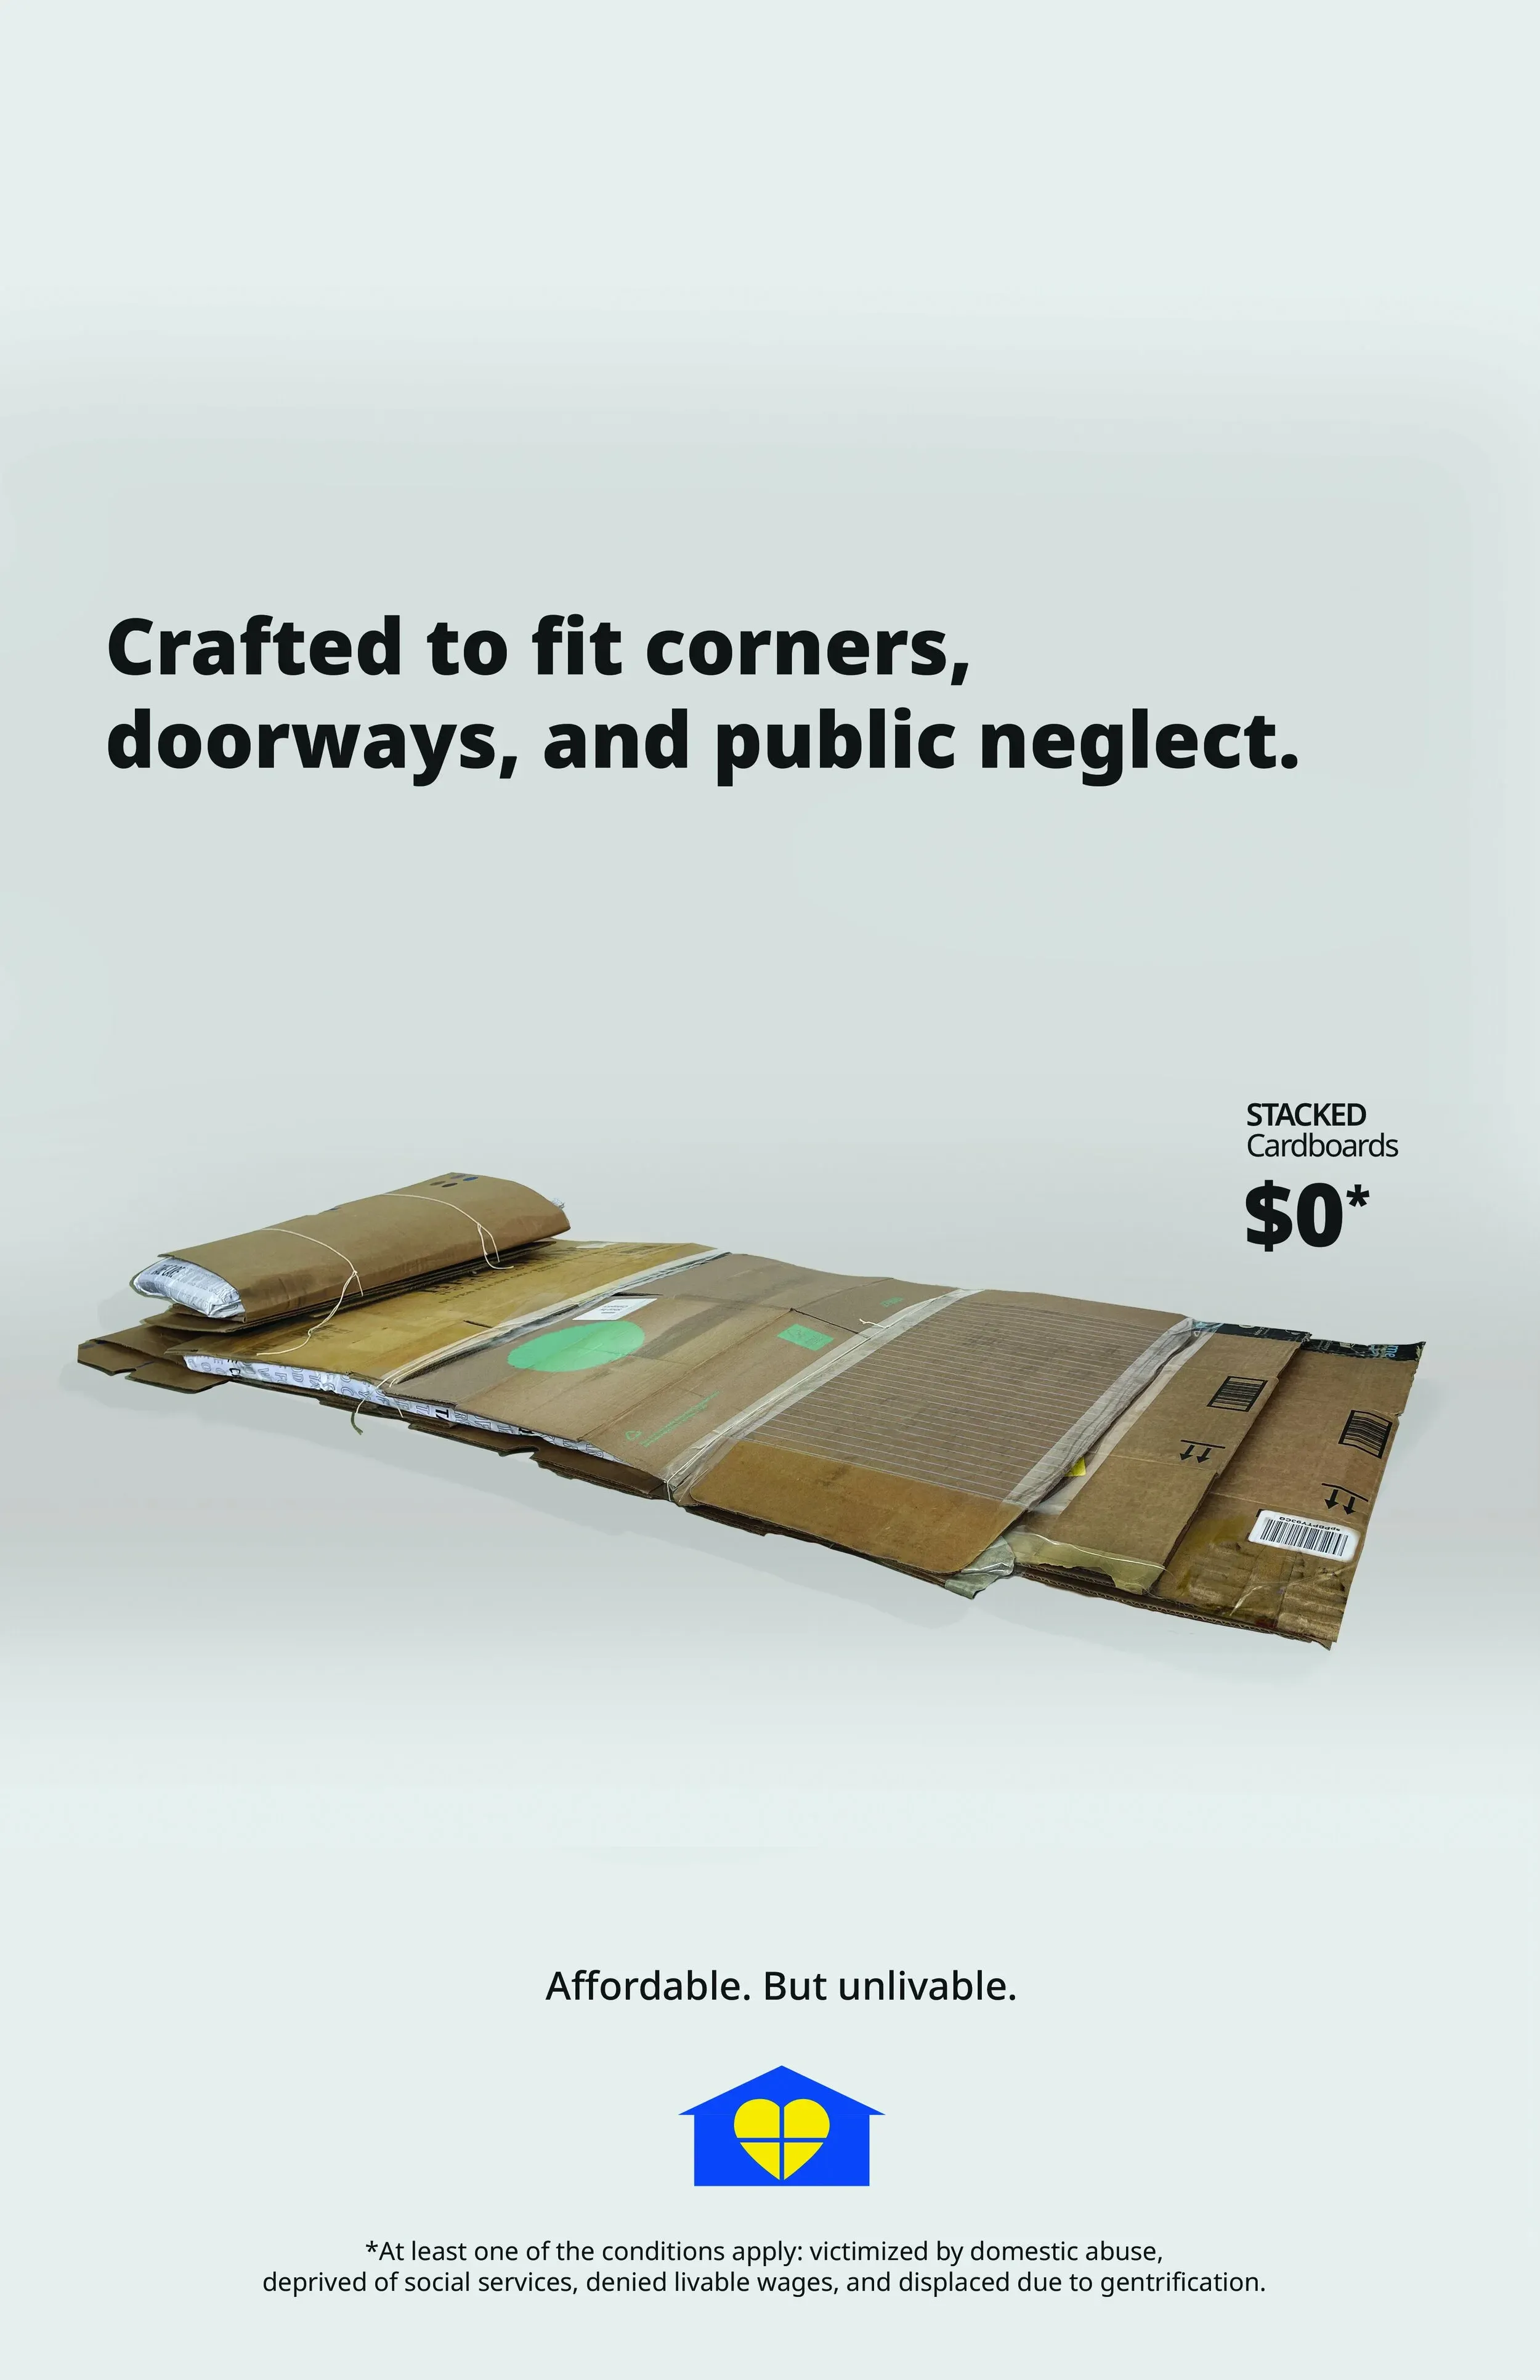 Crafted to fit corners,
doorways, and public neglect.
STACKED
Cardboards
$0*
Affordable. But unlivable.
*At least one of the conditions apply: victimized by domestic abuse,
deprived of social services, denied livable wages, and displaced due to gentrification.